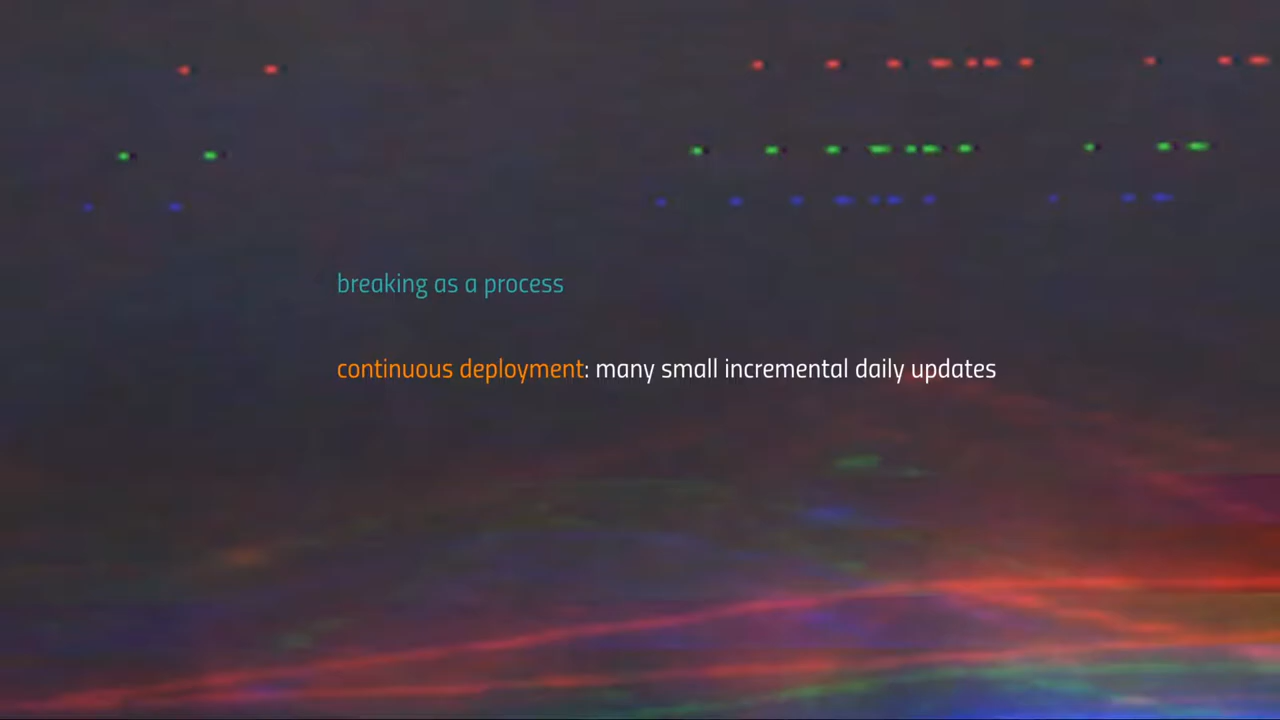 breaking as a process
continuous deployment: many small incremental daily updates